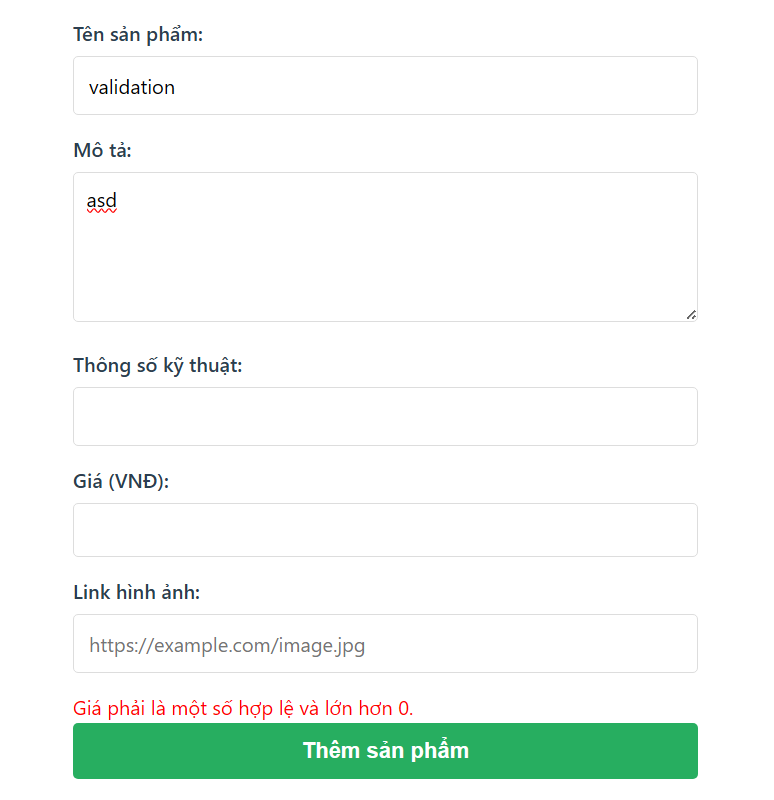 Tên sản phẩm:
validation
Mô tả:
asd
Thông số kỹ thuật:
Giá (VNĐ):
Link hình ảnh:
https://example.com/image.jpg
Giá phải là một số hợp lệ và lớn hơn 0.
Thêm sản phẩm